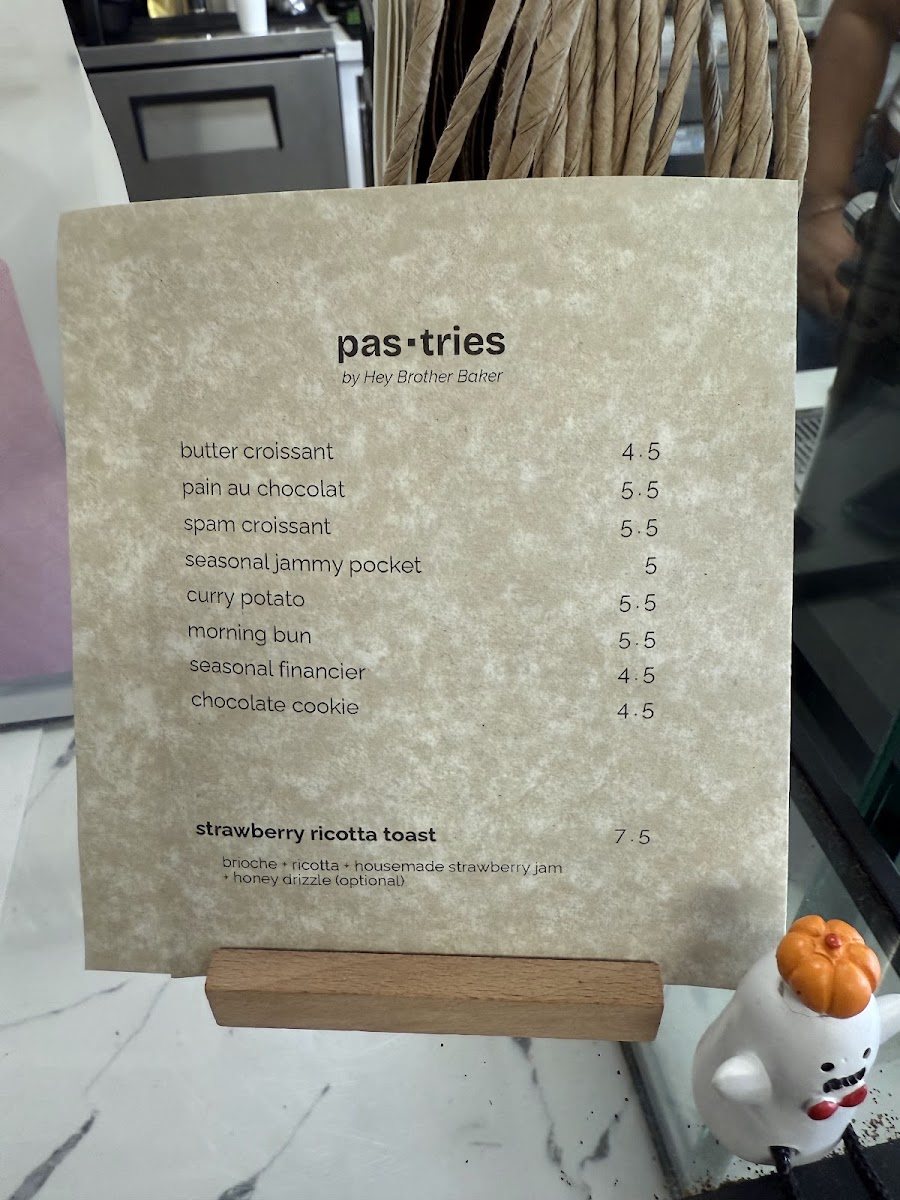 pas·tries
by Hey Brother Baker
butter croissant 4.5
pain au chocolat 5.5
spam croissant 5.5
seasonal jammy pocket 5
curry potato 5.5
morning bun 5.5
seasonal financier 4.5
chocolate cookie 4.5
strawberry ricotta toast 7.5
brioche + ricotta + housemade strawberry jam
+ honey drizzle (optional)